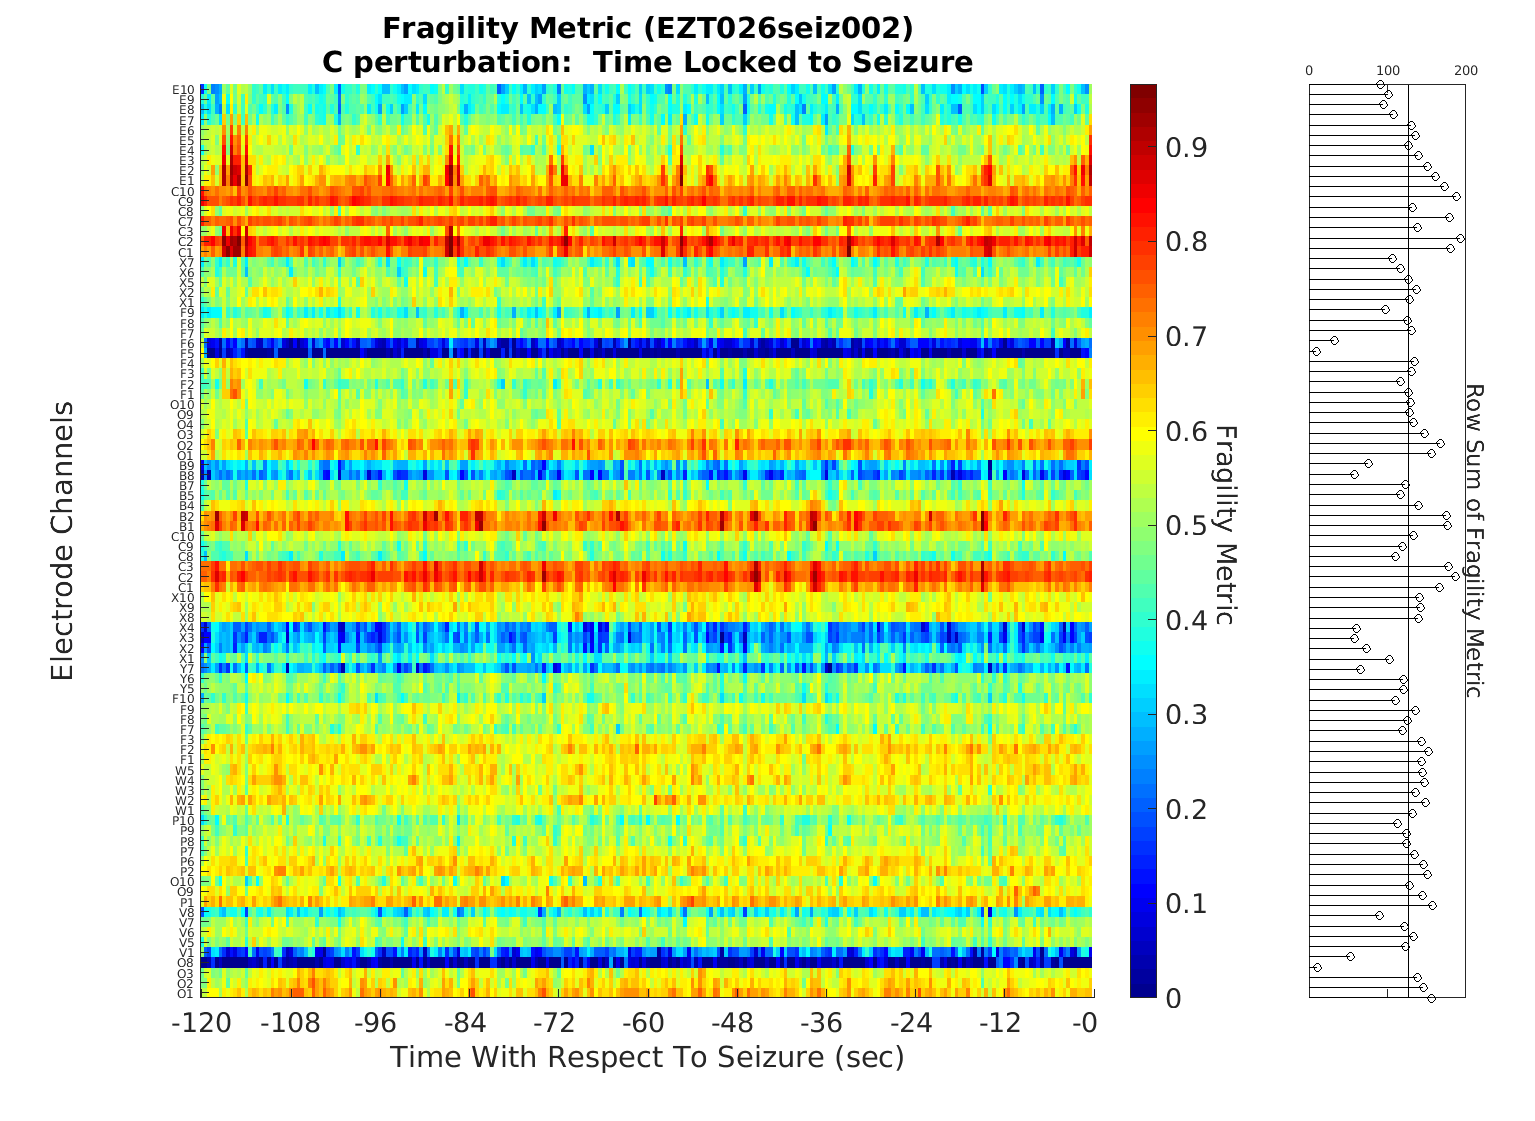 Fragility Metric (EZT026seiz002)
C perturbation:  Time Locked to Seizure
Electrode Channels
E10
E9
E8
E7
E6
E5
E4
E3
E2
E1
C10
C9
C8
C7
C3
C2
C1
X7
X6
X5
X2
X1
F9
F8
F7
F6
F5
F4
F3
F2
F1
O10
O9
O4
O3
O2
O1
B9
B8
B7
B5
B4
B2
B1
C10
C9
C8
C3
C2
C1
X10
X9
X8
X4
X3
X2
X1
Y7
Y6
Y5
F10
F9
F8
F7
F3
F2
F1
W5
W4
W3
W2
W1
P10
P9
P8
P7
P6
P2
O10
O9
P1
V8
V7
V6
V5
V1
O8
O3
O2
O1
-120 -108 -96 -84 -72 -60 -48 -36 -24 -12 -0
Time With Respect To Seizure (sec)
0.9
0.8
0.7
0.6
0.5
0.4
0.3
0.2
0.1
0
Fragility Metric
0 100 200
Row Sum of Fragility Metric